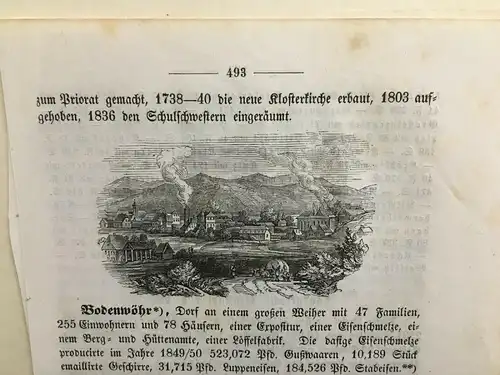 493
zum Priorat gemacht, 1738—40 die neue Klosterkirche erbaut, 1803 auf-
gehoben, 1836 den Schulschwestern eingeräumt.
Bodenwöhr*), Dorf an einem großen Weiher mit 47 Familien,
255 Einwohnern und 78 Häusern, einer Expositur, einer Eisenschmelze, ei-
nem Berg- und Hüttenamte, einer Löffelfabrik. Die dasige Eisenschmelze
producirte im Jahre 1849/50 523,072 Pfd. Gußwaaren, 10,189 Stück
emaillirte Geschirre, 31,715 Pfd. Luppeneisen, 184,526 Pfd. Stabeisen.**)